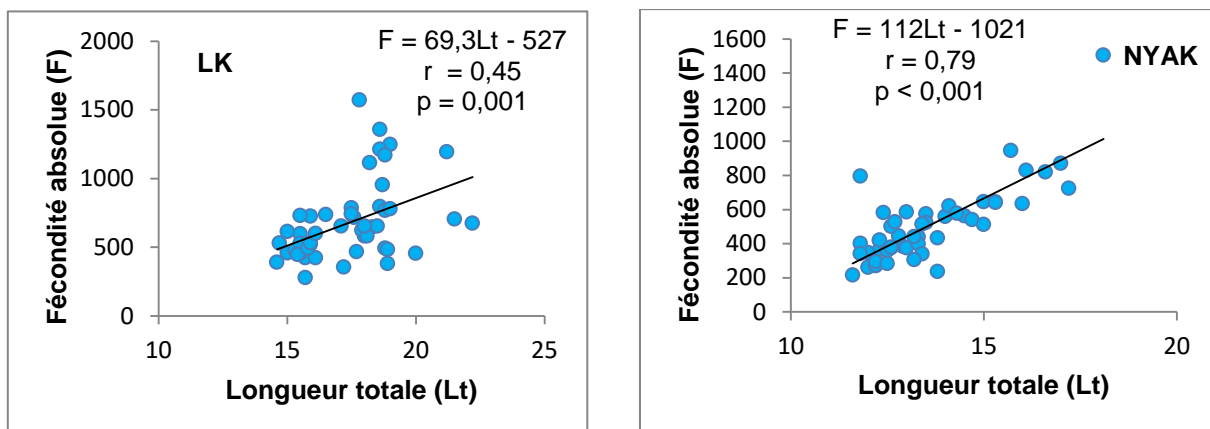 F = 69,3Lt - 527
r = 0,45
p = 0,001
LK
Fécondité absolue (F)
2000
1500
1000
500
0
10 15 20 25
Longueur totale (Lt)
F = 112Lt - 1021
r = 0,79
p < 0,001
NYAK
Fécondité absolue (F)
1600
1400
1200
1000
800
600
400
200
0
10 15 20
Longueur totale (Lt)